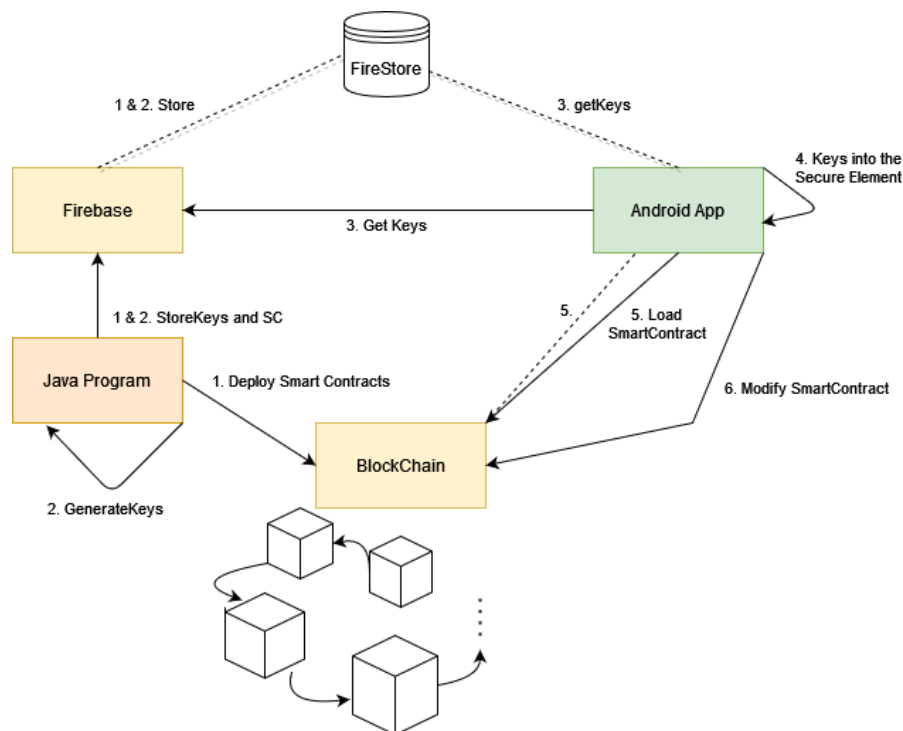 FireStore
1 & 2. Store
3. getKeys
4. Keys into the
Secure Element
Firebase
Android App
3. Get Keys
1 & 2. StoreKeys and SC
5.
5. Load
SmartContract
Java Program
1. Deploy Smart Contracts
6. Modify SmartContract
BlockChain
2. GenerateKeys